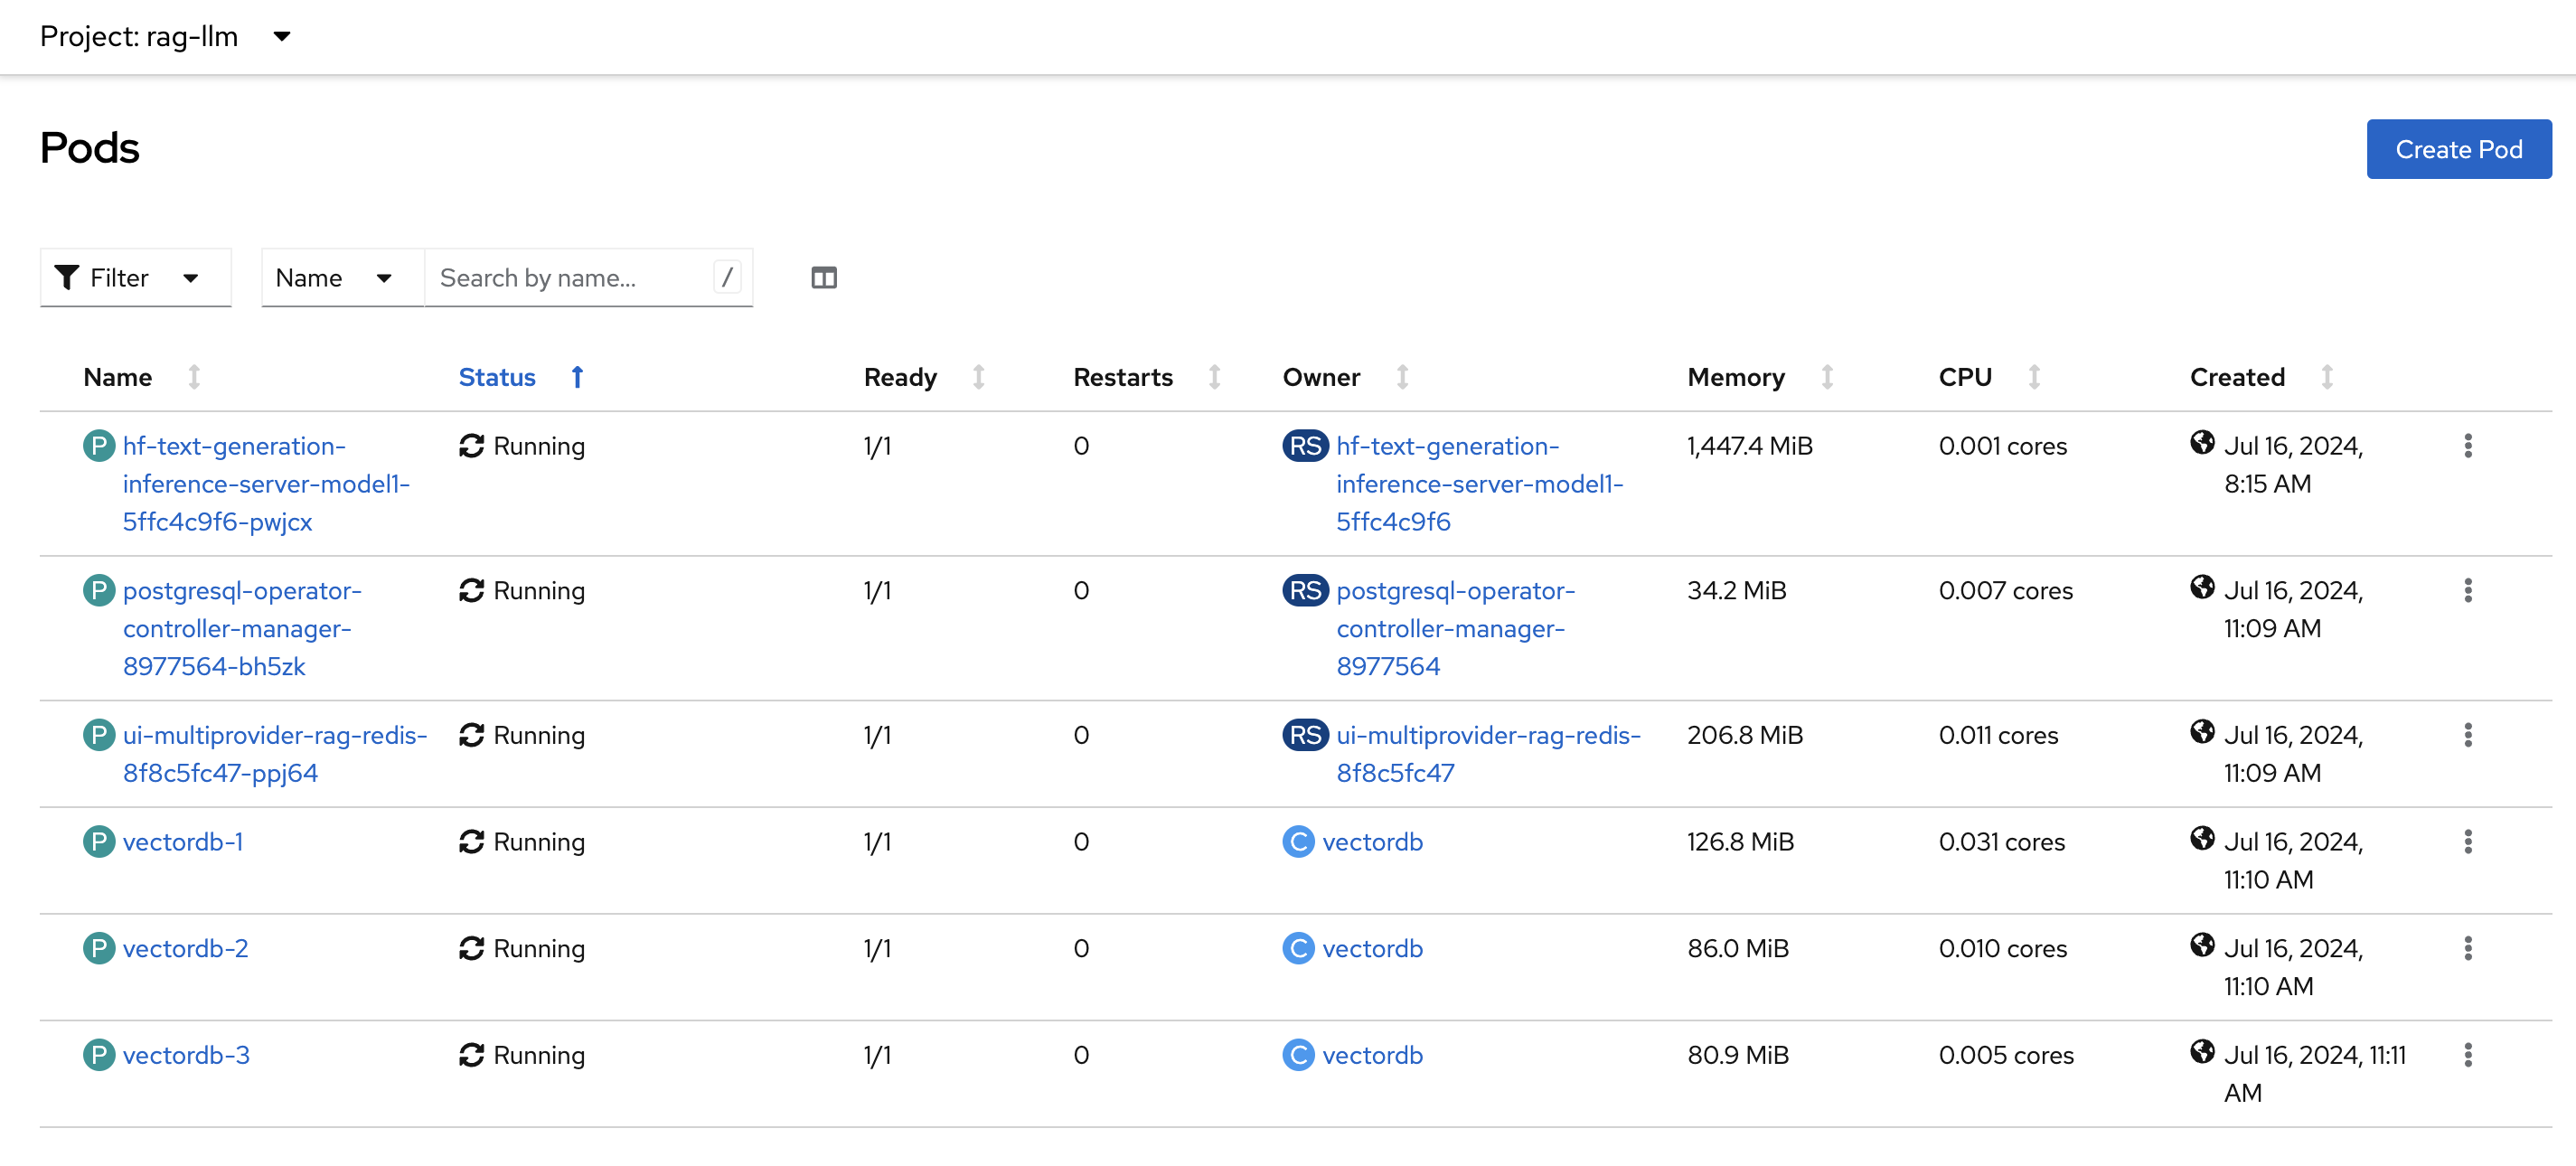 Project: rag-llm
Pods
Create Pod
Filter
Name
Search by name...
/
Name Status Ready Restarts Owner Memory CPU Created
P hf-text-generation- Running 1/1 0 RS hf-text-generation- 1,447.4 MiB 0.001 cores Jul 16, 2024,
inference-server-model1- inference-server-model1- 8:15 AM
5ffc4c9f6-pwjcx 5ffc4c9f6
P postgresql-operator- Running 1/1 0 RS postgresql-operator- 34.2 MiB 0.007 cores Jul 16, 2024,
controller-manager- controller-manager- 11:09 AM
8977564-bh5zk 8977564
P ui-multiprovider-rag-redis- Running 1/1 0 RS ui-multiprovider-rag-redis- 206.8 MiB 0.011 cores Jul 16, 2024,
8f8c5fc47-ppj64 8f8c5fc47 11:09 AM
P vectordb-1 Running 1/1 0 C vectordb 126.8 MiB 0.031 cores Jul 16, 2024,
11:10 AM
P vectordb-2 Running 1/1 0 C vectordb 86.0 MiB 0.010 cores Jul 16, 2024,
11:10 AM
P vectordb-3 Running 1/1 0 C vectordb 80.9 MiB 0.005 cores Jul 16, 2024, 11:11
AM